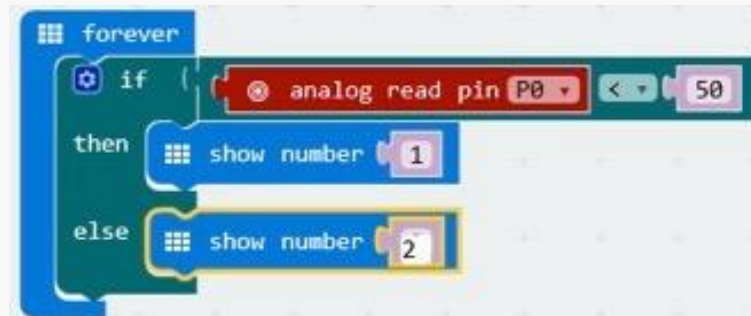 forever
if analog read pin P0 < 50
then show number 1
else show number 2